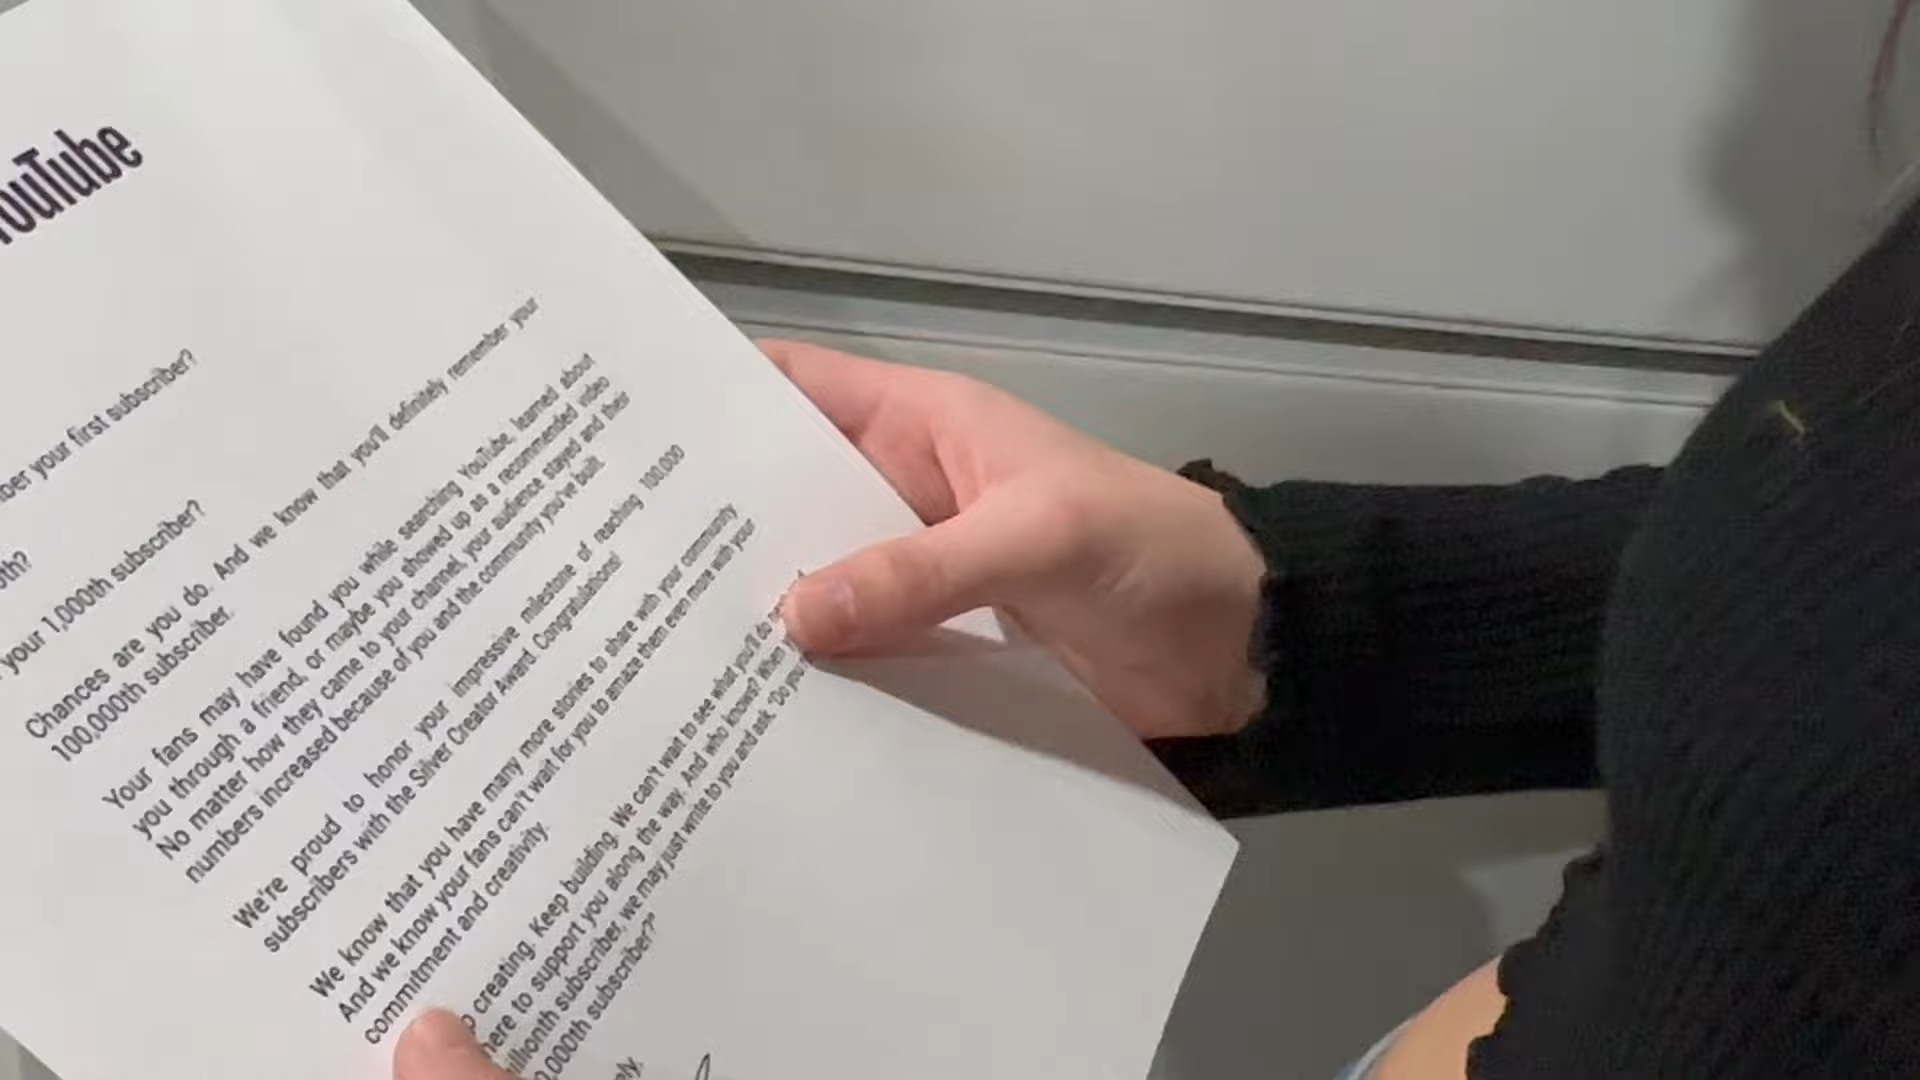 YouTube
your first subscriber?
your 1,000th subscriber?
Chances are you do. And we know that you'll definitely remember your
100,000th subscriber.
Your fans may have found you while searching YouTube, learned about
you through a friend, or maybe you showed up as a recommended video
No matter how they came to your channel, your audience stayed and their
numbers increased because of you and the community you've built.
We're proud to honor your impressive milestone of reaching 100,000
subscribers with the Silver Creator Award. Congratulations!
We know that you have many more stories to share with your community
And we know your fans can't wait for you to amaze them even more with your
commitment and creativity.
creating. Keep building. We can't wait to see what you'll do
here to support you along the way. And who knows? When
subscriber, we may just write to you and ask, "Do you
subscriber?"